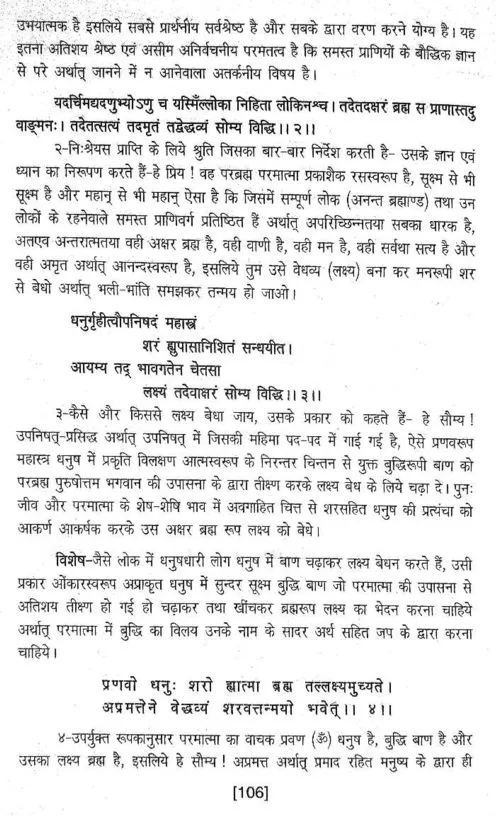 उभयात्मक है इसलिये सबसे प्रार्थनीय सर्वश्रेष्ठ है और सबके द्वारा वरण करने योग्य है। यह
इतना अतिशय श्रेष्ठ एवं असीम अनिर्वचनीय परमतत्व है कि समस्त प्राणियों के बौद्धिक ज्ञान
से परे अर्थात् जानने में न आनेवाला अतर्कनीय विषय है।
यदर्चिमद्यदणुभ्योऽणु च यस्मिँल्लोका निहिता लोकिनश्च। तदेतदक्षरं ब्रह्म स प्राणास्तदु
वाङ्मनः। तदेतत्सत्यं तदमृतं तद्वेद्धव्यं सोम्य विद्धि।।२।।
२-निःश्रेयस प्राप्ति के लिये श्रुति जिसका बार-बार निर्देश करती है- उसके ज्ञान एवं
ध्यान का निरूपण करते हैं-हे प्रिय! वह परब्रह्म परमात्मा प्रकाशैक रसस्वरूप है, सूक्ष्म से भी
सूक्ष्म है और महान् से भी महान् ऐसा है कि जिसमें सम्पूर्ण लोक (अनन्त ब्रह्माण्ड) तथा उन
लोकों के रहनेवाले समस्त प्राणिवर्ग प्रतिष्ठित हैं अर्थात् अपरिच्छिन्नतया सबका धारक है,
अतएव अन्तरात्मतया वही अक्षर ब्रह्म है, वही वाणी है, वही मन है, वही सर्वथा सत्य है और
वही अमृत अर्थात् आनन्दस्वरूप है, इसलिये तुम उसे वेधव्य (लक्ष्य) बना कर मनरूपी शर
से बेधो अर्थात् भली-भांति समझकर तन्मय हो जाओ।
धनुर्गृहीत्वौपनिषदं महास्त्रं
शरं ह्युपासानिशितं सन्धयीत।
आयम्य तद् भावगतेन चेतसा
लक्ष्यं तदेवाक्षरं सोम्य विद्धि।।३।।
३-कैसे और किससे लक्ष्य बेधा जाय, उसके प्रकार को कहते हैं- हे सौम्य!
उपनिषत्-प्रसिद्ध अर्थात् उपनिषत् में जिसकी महिमा पद-पद में गाई गई है, ऐसे प्रणवरूप
महास्त्र धनुष में प्रकृति विलक्षण आत्मस्वरूप के निरन्तर चिन्तन से युक्त बुद्धिरूपी बाण को
परब्रह्म पुरुषोत्तम भगवान की उपासना के द्वारा तीक्ष्ण करके लक्ष्य बेध के लिये चढ़ा दे। पुनः
जीव और परमात्मा के शेष-शेषि भाव में अवगाहित चित्त से शरसहित धनुष की प्रत्यंचा को
आकर्ण आकर्षक करके उस अक्षर ब्रह्म रूप लक्ष्य को बेधे।
विशेष-जैसे लोक में धनुषधारी लोग धनुष में बाण चढ़ाकर लक्ष्य बेधन करते हैं, उसी
प्रकार ओंकारस्वरूप अप्राकृत धनुष में सुन्दर सूक्ष्म बुद्धि बाण जो परमात्मा की उपासना से
अतिशय तीक्ष्ण हो गई हो चढ़ाकर तथा खींचकर ब्रह्मरूप लक्ष्य का भेदन करना चाहिये
अर्थात् परमात्मा में बुद्धि का विलय उनके नाम के सादर अर्थ सहित जप के द्वारा करना
चाहिये।
प्रणवो धनुः शरो ह्यात्मा ब्रह्म तल्लक्ष्यमुच्यते।
अप्रमत्तेने वेद्धव्यं शरवत्तन्मयो भवेत्।। ४।।
४-उपर्युक्त रूपकानुसार परमात्मा का वाचक प्रवण (ॐ) धनुष है, बुद्धि बाण है और
उसका लक्ष्य ब्रह्म है, इसलिये हे सौम्य! अप्रमत्त अर्थात् प्रमाद रहित मनुष्य के द्वारा ही
[106]